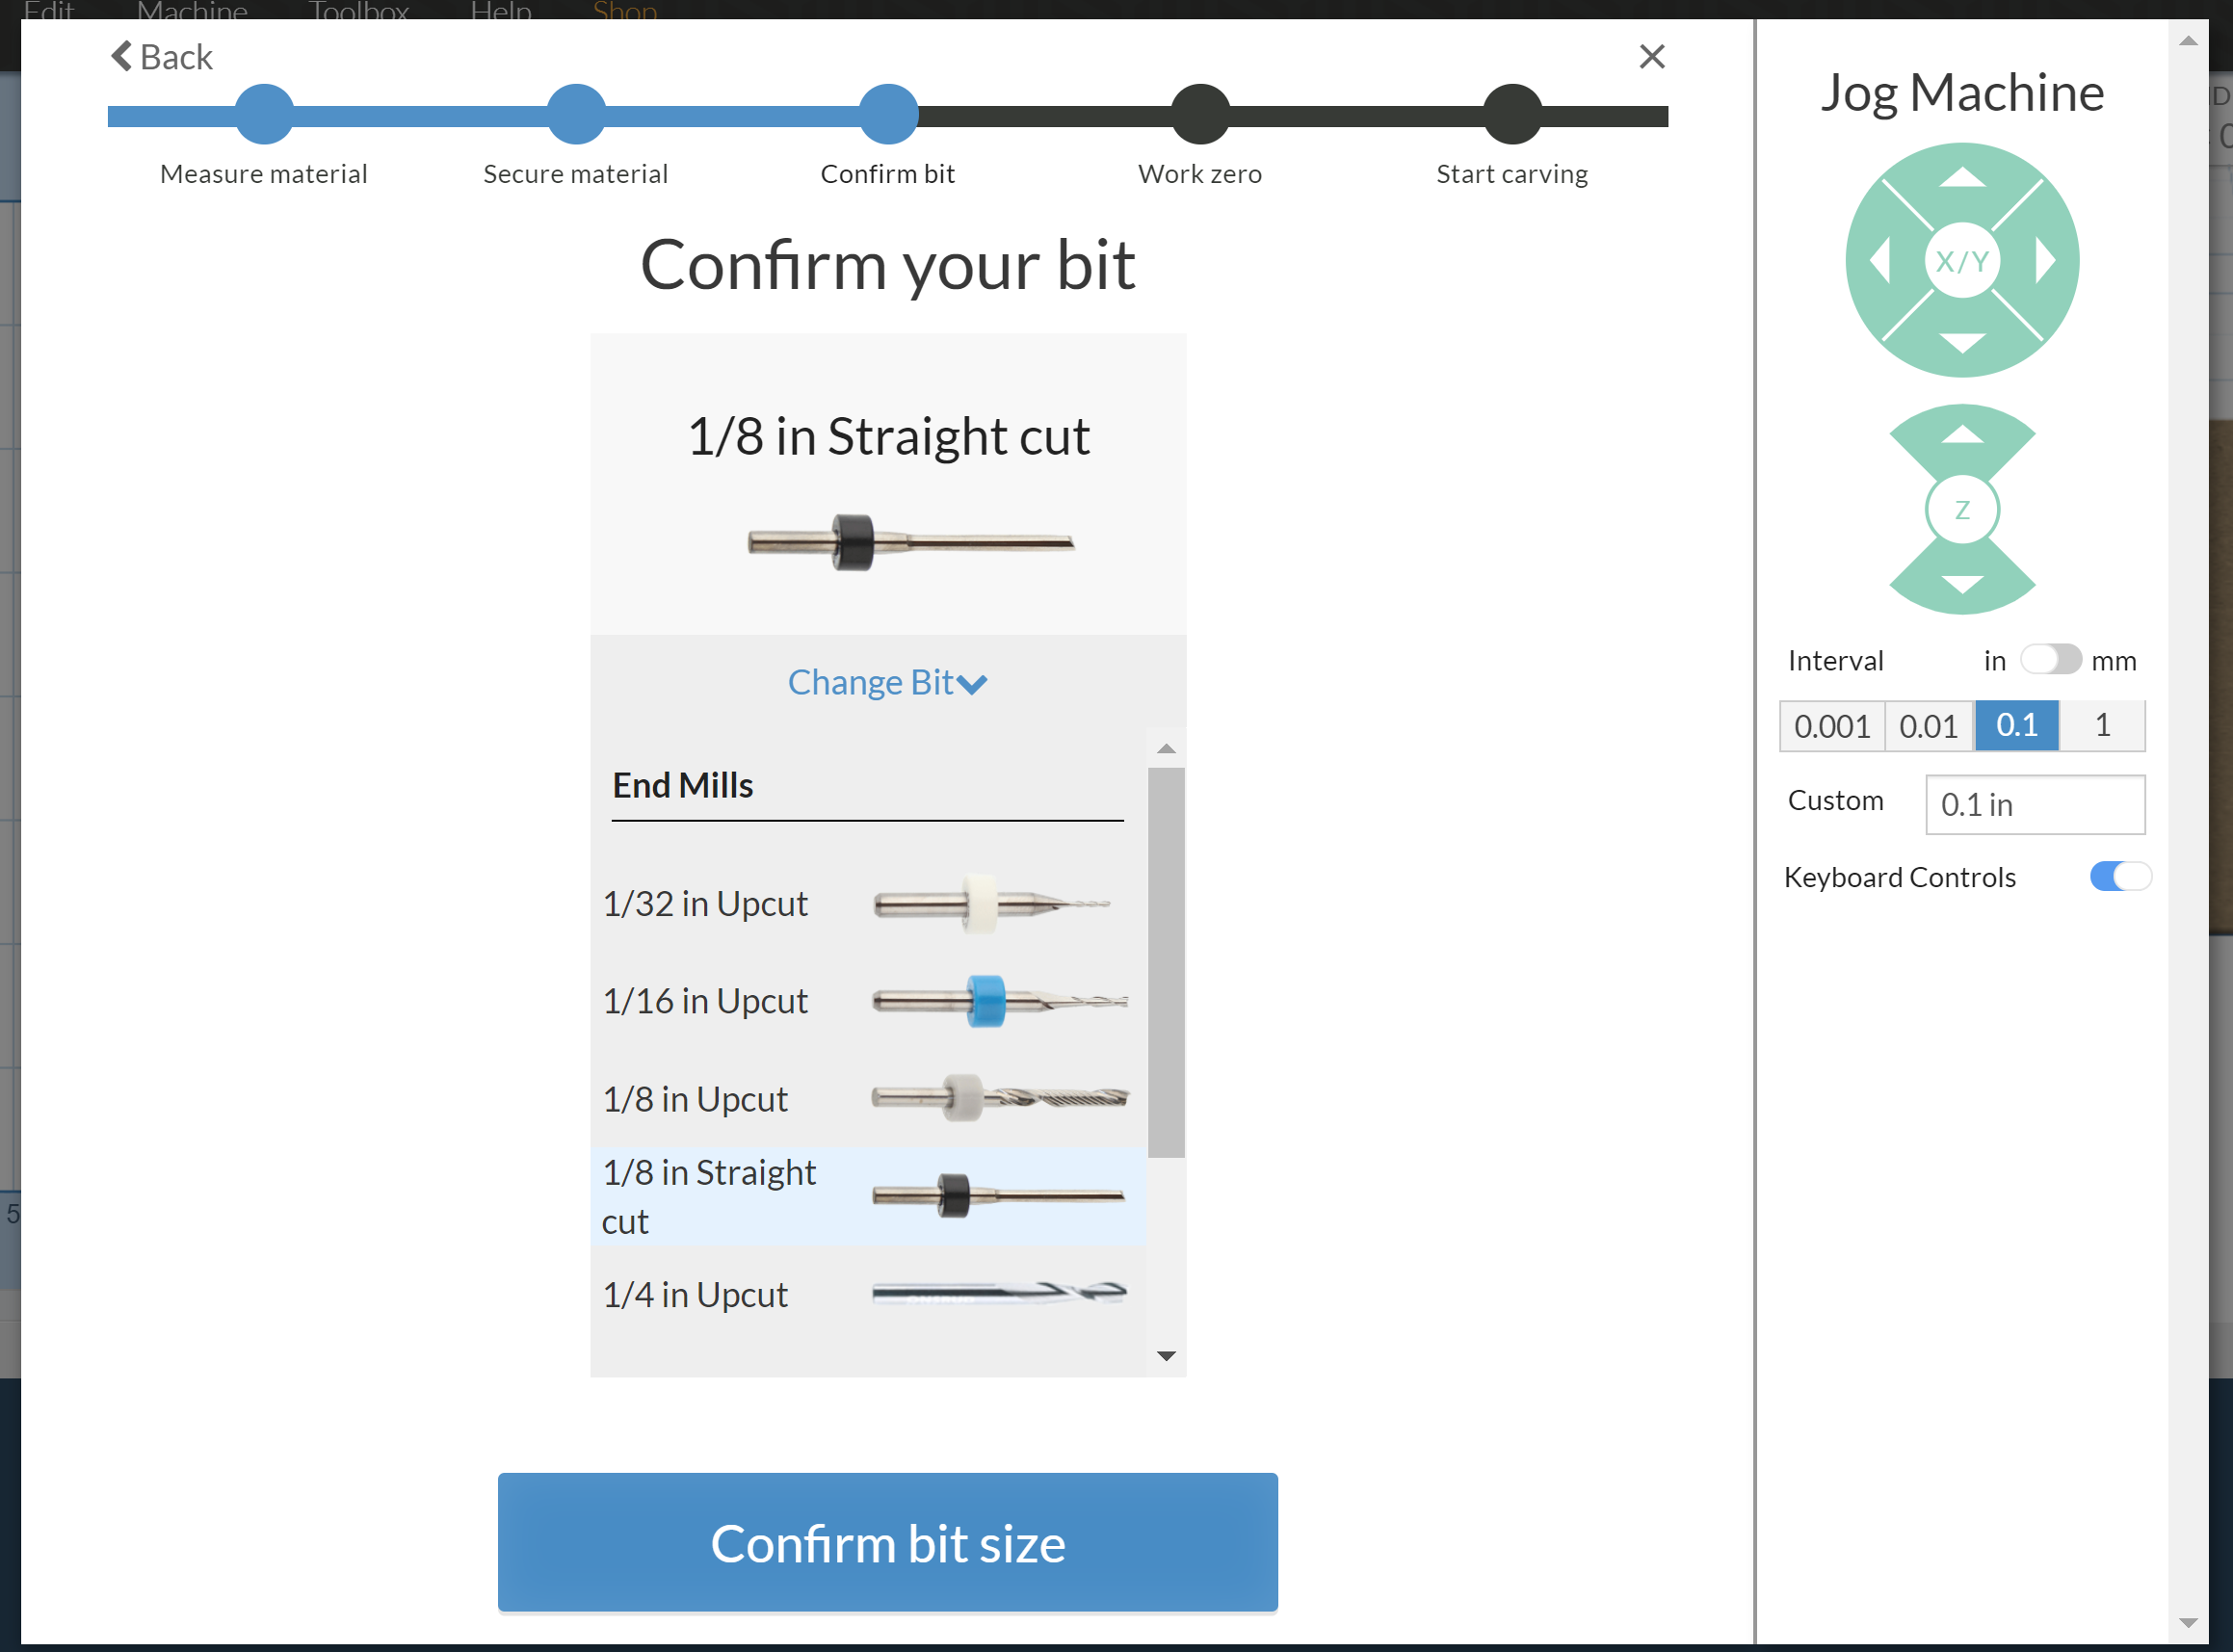 Edit Machine Toolbox Help Shop
Back
Measure material Secure material Confirm bit Work zero Start carving
Confirm your bit
1/8 in Straight cut
Change Bit
End Mills
1/32 in Upcut
1/16 in Upcut
1/8 in Upcut
1/8 in Straight
cut
1/4 in Upcut
Confirm bit size
Jog Machine
X/Y
Z
Interval in mm
0.001 0.01 0.1 1
Custom 0.1 in
Keyboard Controls
5